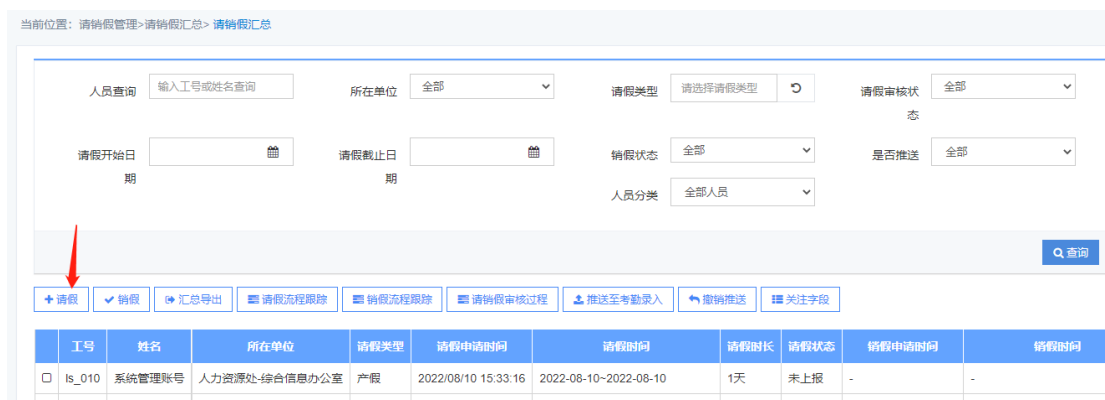 当前位置：请销假管理>请销假汇总> 请销假汇总
人员查询 输入工号或姓名查询 所在单位 全部 请假类型 请选择请假类型 请假审核状态 全部
请假开始日期 请假截止日期 销假状态 全部 是否推送 全部
人员分类 全部人员
查询
请假 销假 汇总导出 请假流程跟踪 销假流程跟踪 请销假审核过程 推送至考勤录入 撤销推送 关注字段
工号 姓名 所在单位 请假类型 请假申请时间 请假时间 请假时长 请假状态 销假申请时间 销假时间
ls_010 系统管理账号 人力资源处-综合信息办公室 产假 2022/08/10 15:33:16 2022-08-10~2022-08-10 1天 未上报 - -